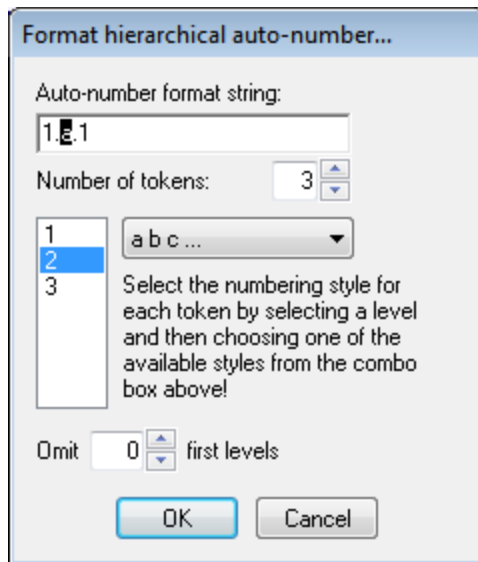 Format hierarchical auto-number...
Auto-number format string:
1.a.1
Number of tokens: 3
1
2
3
a b c ...
Select the numbering style for
each token by selecting a level
and then choosing one of the
available styles from the combo
box above!
Omit 0 first levels
OK Cancel